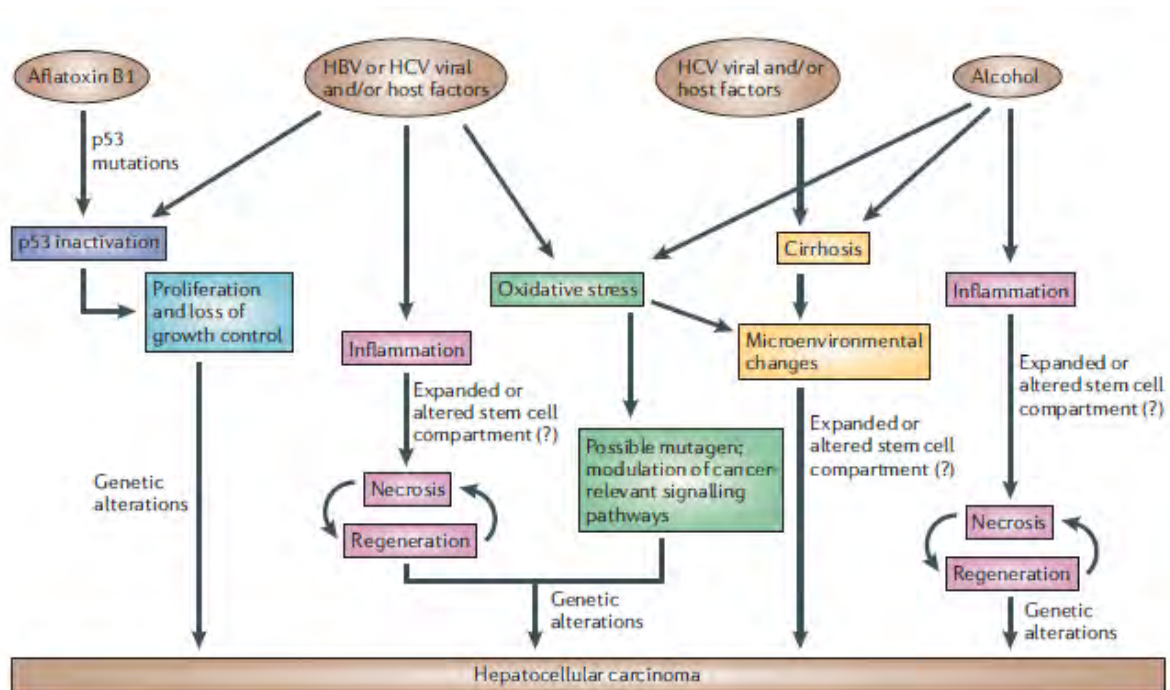 Aflatoxin B1
HBV or HCV viral
and/or host factors
HCV viral and/or
host factors
Alcohol
p53
mutations
p53 inactivation
Cirrhosis
Proliferation
and loss of
growth control
Oxidative stress
Inflammation
Inflammation
Microenvironmental
changes
Expanded or
altered stem cell
compartment (?)
Expanded or
altered stem cell
compartment (?)
Expanded or
altered stem cell
compartment (?)
Possible mutagen;
modulation of cancer-
relevant signalling
pathways
Genetic
alterations
Necrosis
Regeneration
Necrosis
Regeneration
Genetic
alterations
Genetic
alterations
Hepatocellular carcinoma